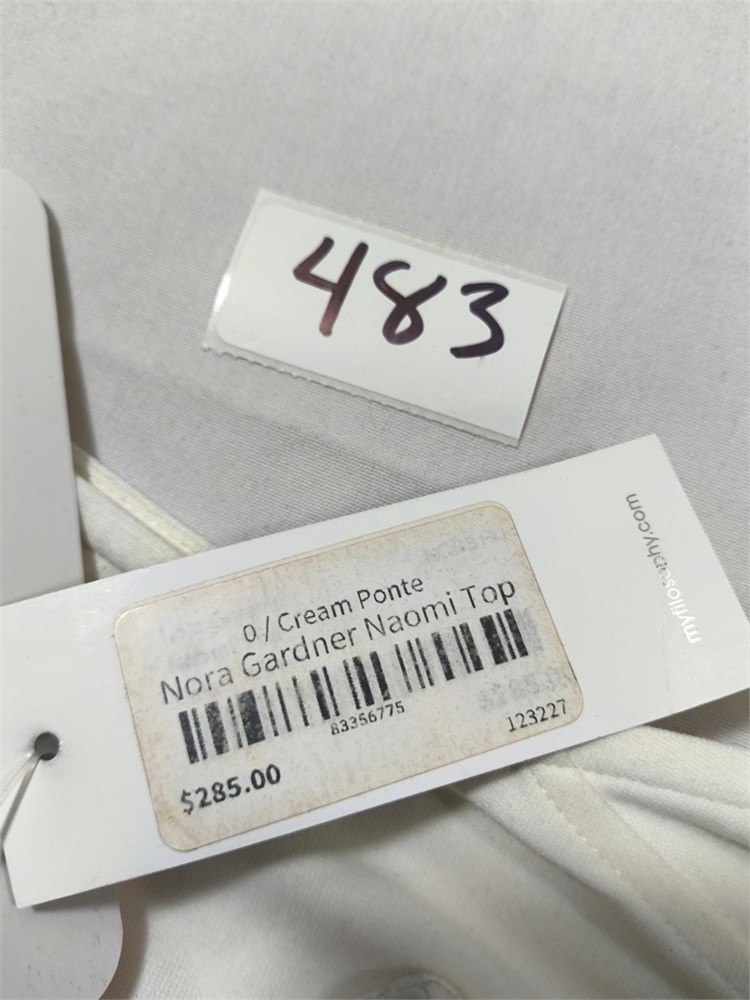 483
myfilosophy.com
0 / Cream Ponte
Nora Gardner Naomi Top
83356775
123227
$285.00